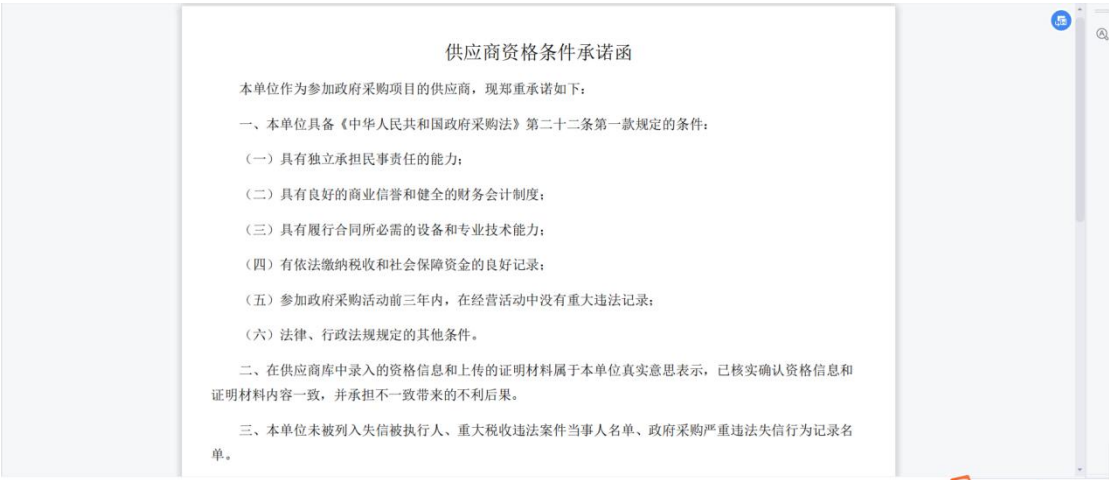 供应商资格条件承诺函
本单位作为参加政府采购项目的供应商，现郑重承诺如下：
一、本单位具备《中华人民共和国政府采购法》第二十二条第一款规定的条件：
（一）具有独立承担民事责任的能力；
（二）具有良好的商业信誉和健全的财务会计制度；
（三）具有履行合同所必需的设备和专业技术能力；
（四）有依法缴纳税收和社会保障资金的良好记录；
（五）参加政府采购活动前三年内，在经营活动中没有重大违法记录；
（六）法律、行政法规规定的其他条件。
二、在供应商库中录入的资格信息和上传的证明材料属于本单位真实意思表示，已核实确认资格信息和
证明材料内容一致，并承担不一致带来的不利后果。
三、本单位未被列入失信被执行人、重大税收违法案件当事人名单、政府采购严重违法失信行为记录名
单。